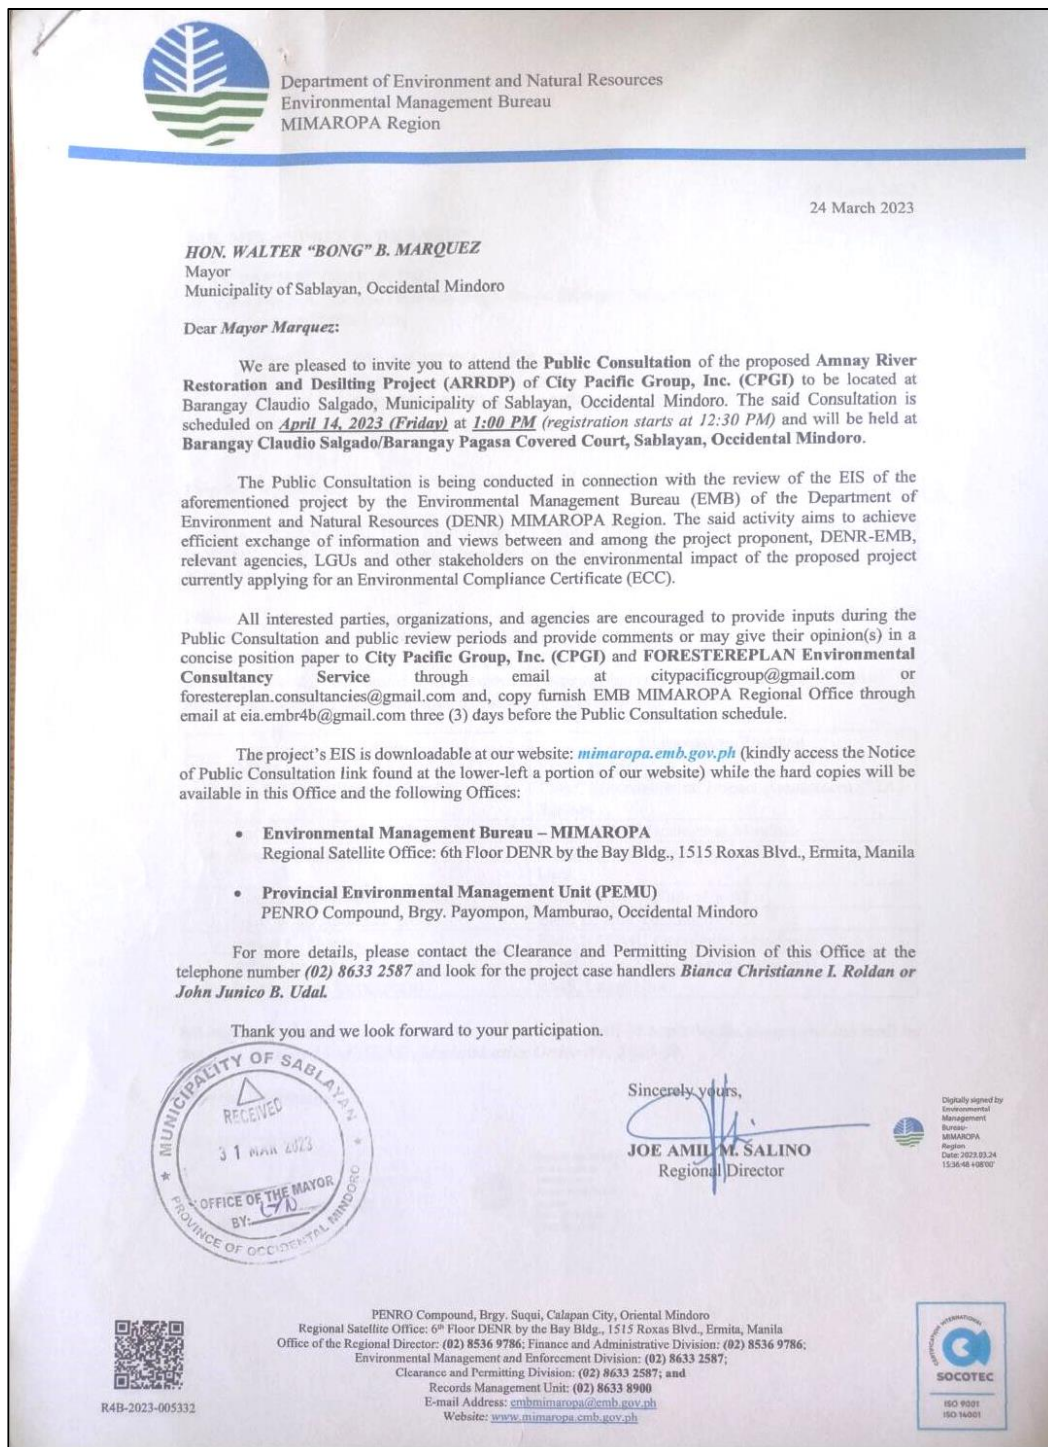 Department of Environment and Natural Resources
Environmental Management Bureau
MIMAROPA Region
24 March 2023
HON. WALTER “BONG” B. MARQUEZ
Mayor
Municipality of Sablayan, Occidental Mindoro
Dear Mayor Marquez:
We are pleased to invite you to attend the Public Consultation of the proposed Amnay River
Restoration and Desilting Project (ARRDP) of City Pacific Group, Inc. (CPGI) to be located at
Barangay Claudio Salgado, Municipality of Sablayan, Occidental Mindoro. The said Consultation is
scheduled on April 14, 2023 (Friday) at 1:00 PM (registration starts at 12:30 PM) and will be held at
Barangay Claudio Salgado/Barangay Pagasa Covered Court, Sablayan, Occidental Mindoro.
The Public Consultation is being conducted in connection with the review of the EIS of the
aforementioned project by the Environmental Management Bureau (EMB) of the Department of
Environment and Natural Resources (DENR) MIMAROPA Region. The said activity aims to achieve
efficient exchange of information and views between and among the project proponent, DENR-EMB,
relevant agencies, LGUs and other stakeholders on the environmental impact of the proposed project
currently applying for an Environmental Compliance Certificate (ECC).
All interested parties, organizations, and agencies are encouraged to provide inputs during the
Public Consultation and public review periods and provide comments or may give their opinion(s) in a
concise position paper to City Pacific Group, Inc. (CPGI) and FORESTEREPLAN Environmental
Consultancy Service through email at citypacificgroup@gmail.com or
forestereplan.consultancies@gmail.com and, copy furnish EMB MIMAROPA Regional Office through
email at eia.embr4b@gmail.com three (3) days before the Public Consultation schedule.
The project's EIS is downloadable at our website: mimaropa.emb.gov.ph (kindly access the Notice
of Public Consultation link found at the lower-left a portion of our website) while the hard copies will be
available in this Office and the following Offices:
• Environmental Management Bureau – MIMAROPA
Regional Satellite Office: 6th Floor DENR by the Bay Bldg., 1515 Roxas Blvd., Ermita, Manila
• Provincial Environmental Management Unit (PEMU)
PENRO Compound, Brgy. Payompon, Mamburao, Occidental Mindoro
For more details, please contact the Clearance and Permitting Division of this Office at the
telephone number (02) 8633 2587 and look for the project case handlers Bianca Christianne I. Roldan or
John Junico B. Udal.
Thank you and we look forward to your participation.
MUNICIPALITY OF SABLAYAN
RECEIVED
31 MAR 2023
OFFICE OF THE MAYOR
BY:
PROVINCE OF OCCIDENTAL MINDORO
Sincerely yours,
JOE AMIL M. SALINO
Regional Director
Digitally signed by
Environmental
Management
Bureau-
MIMAROPA
Region
Date: 2023.03.24
15:36:48 +08'00'
PENRO Compound, Brgy. Suqui, Calapan City, Oriental Mindoro
Regional Satellite Office: 6th Floor DENR by the Bay Bldg., 1515 Roxas Blvd., Ermita, Manila
Office of the Regional Director: (02) 8536 9786; Finance and Administrative Division: (02) 8536 9786;
Environmental Management and Enforcement Division: (02) 8633 2587;
Clearance and Permitting Division: (02) 8633 2587; and
Records Management Unit: (02) 8633 8900
E-mail Address: embmimaropa@emb.gov.ph
Website: www.mimaropa.emb.gov.ph
R4B-2023-005332
CERTIFICATION INTERNATIONAL
SOCOTEC
ISO 9001
ISO 14001